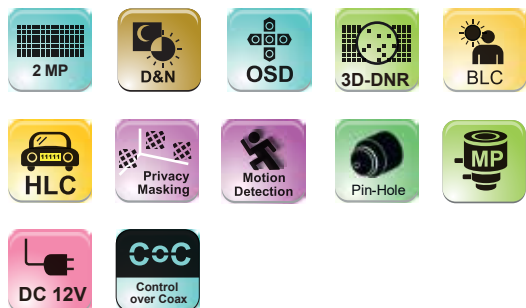 2 MP
D&N
OSD
3D-DNR
BLC
HLC
Privacy
Masking
Motion
Detection
Pin-Hole
MP
DC 12V
CoC
Control
over Coax